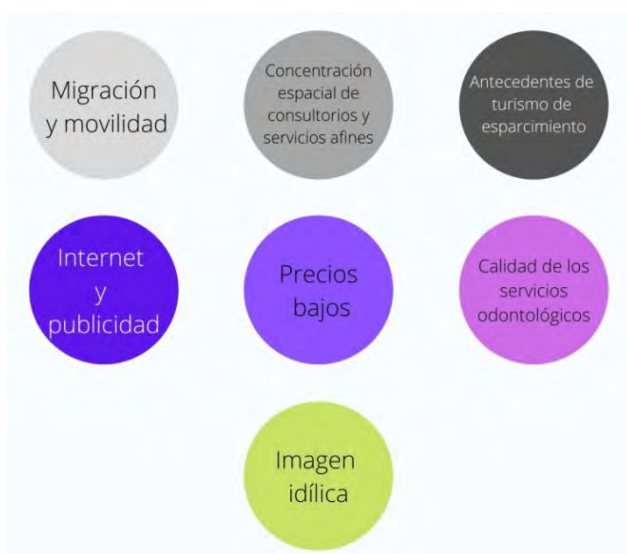 Migración
y movilidad
Concentración
espacial de
consultorios y
servicios afines
Antecedentes de
turismo de
esparcimiento
Internet
y
publicidad
Precios
bajos
Calidad de los
servicios
odontológicos
Imagen
idílica